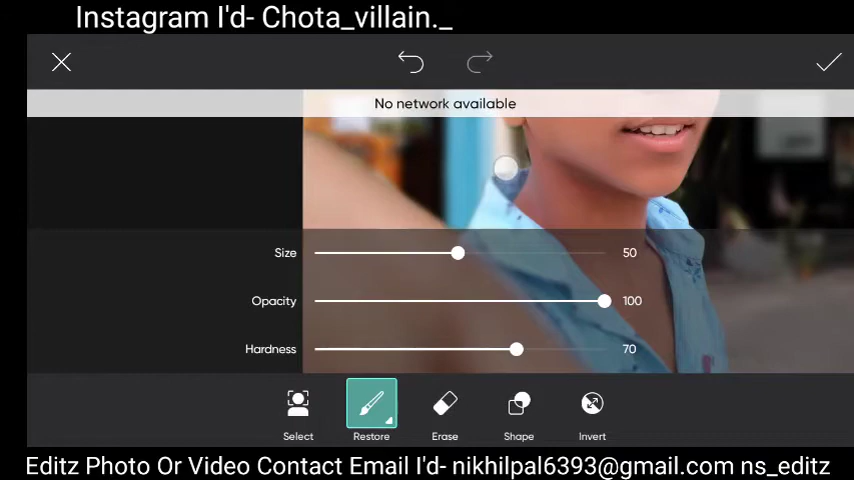 Instagram I'd- Chota_villain._
No network available
Size 50
Opacity 100
Hardness 70
Select Restore Erase Shape Invert
Editz Photo Or Video Contact Email I'd- nikhilpal6393@gmail.com ns_editz